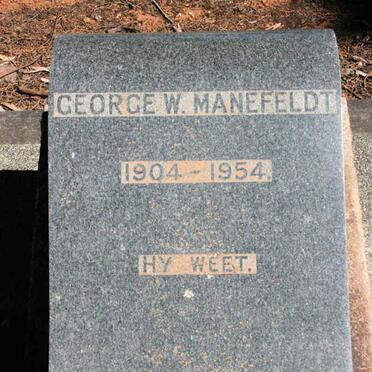 GEORGE W. MANEFELDT
1904 - 1954.
HY WEET.